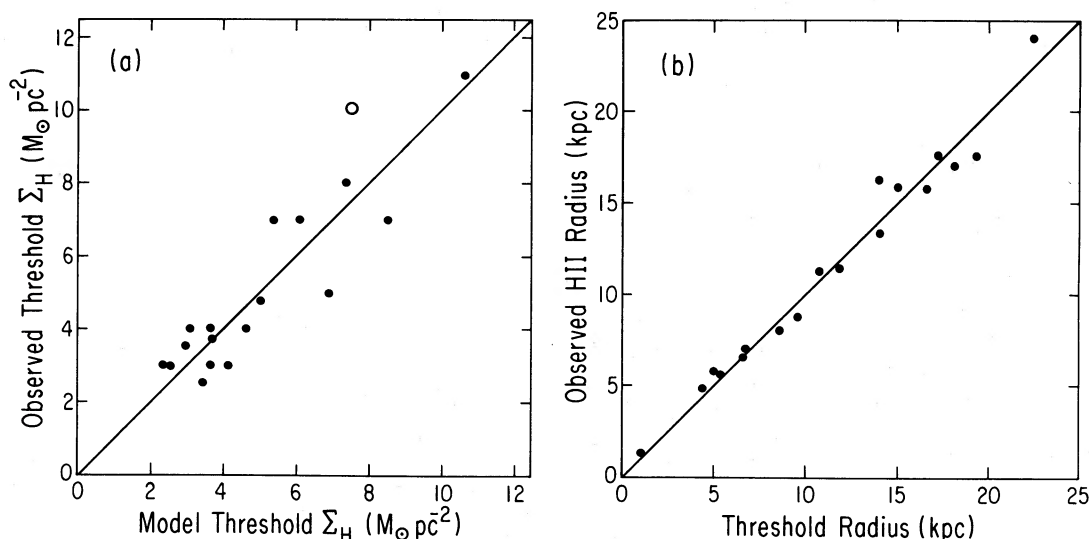 (a)
Observed Threshold Σ_H (M⊙ pc⁻²)
12
10
8
6
4
2
0
0 2 4 6 8 10 12
Model Threshold Σ_H (M⊙ pc⁻²)
(b)
Observed HII Radius (kpc)
25
20
15
10
5
0
0 5 10 15 20 25
Threshold Radius (kpc)